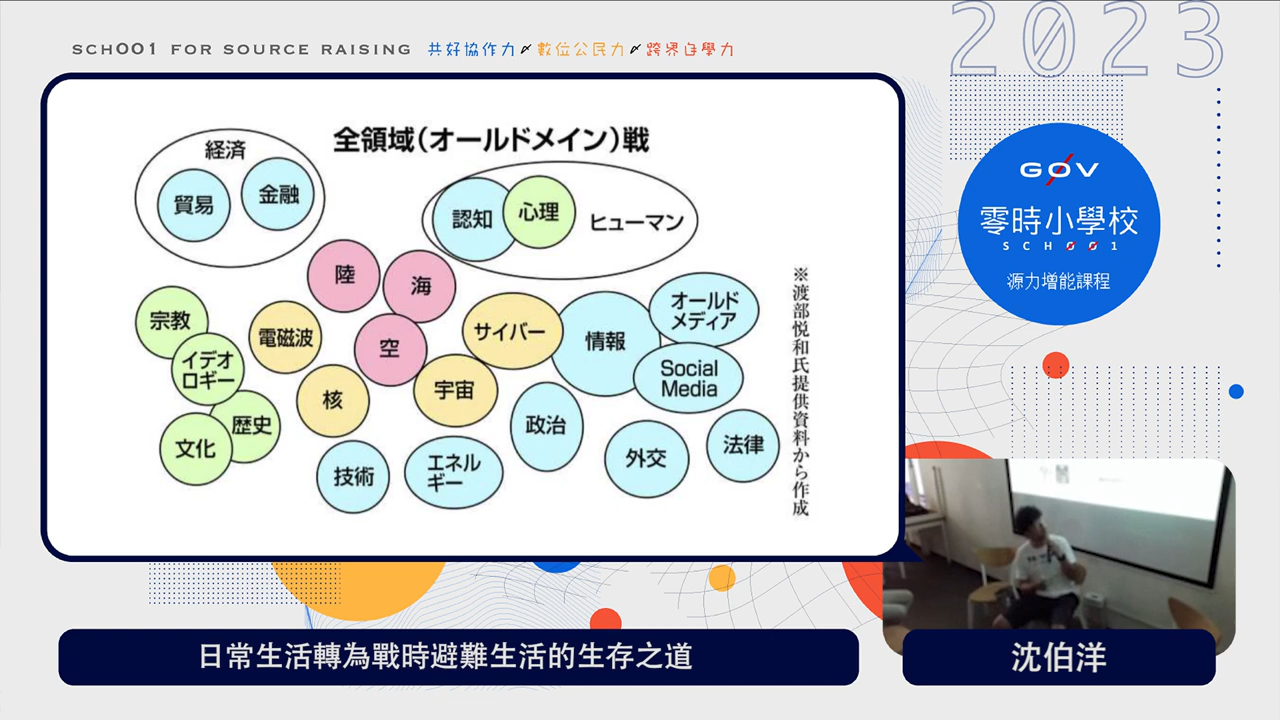 SCH001 FOR SOURCE RAISING 共好協作力 數位公民力 跨界自學力
2023
全領域(オールドメイン)戦
経済
貿易
金融
認知
心理
ヒューマン
陸
海
空
宗教
イデオ
ロギー
歴史
文化
電磁波
核
サイバー
宇宙
情報
オールド
メディア
Social
Media
技術
エネル
ギー
政治
外交
法律
※渡部悦和氏提供資料から作成
G0V
零時小學校
SCH001
源力增能課程
日常生活轉為戰時避難生活的生存之道
沈伯洋